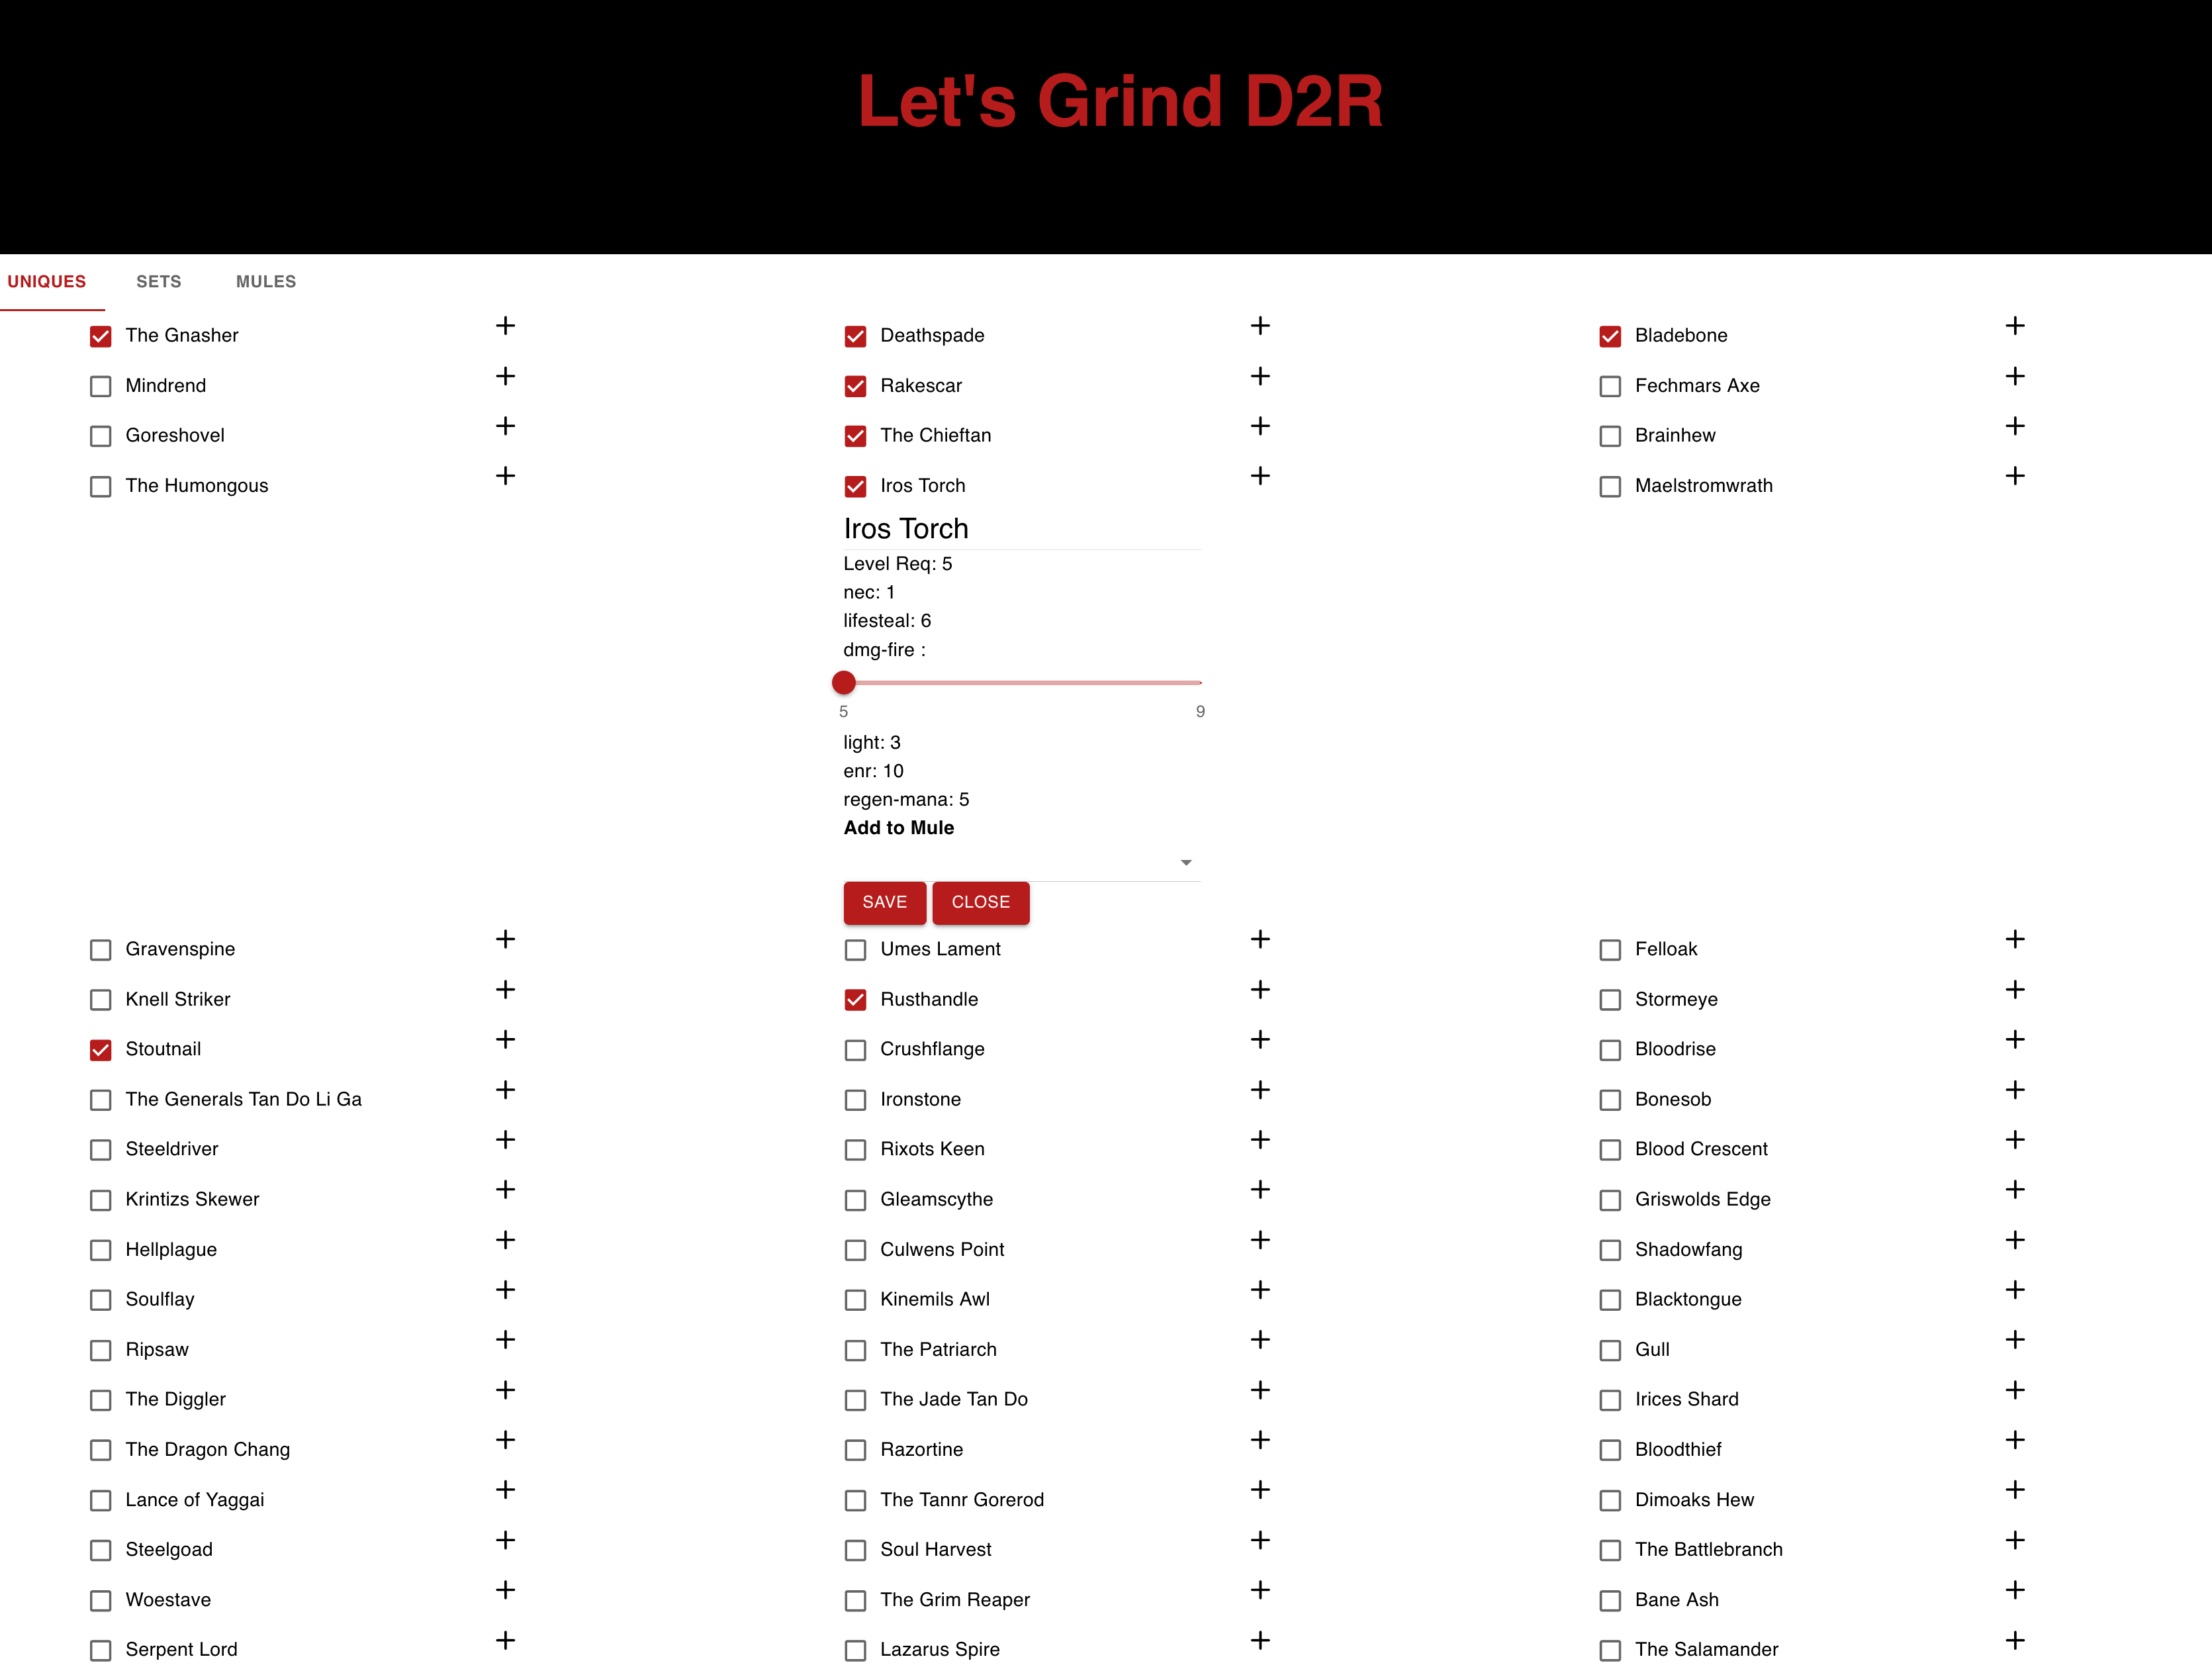 Let's Grind D2R
UNIQUES SETS MULES
The Gnasher Deathspade Bladebone
Mindrend Rakescar Fechmars Axe
Goreshovel The Chieftan Brainhew
The Humongous Iros Torch Maelstromwrath
Iros Torch
Level Req: 5
nec: 1
lifesteal: 6
dmg-fire :
5 9
light: 3
enr: 10
regen-mana: 5
Add to Mule
SAVE CLOSE
Gravenspine Umes Lament Felloak
Knell Striker Rusthandle Stormeye
Stoutnail Crushflange Bloodrise
The Generals Tan Do Li Ga Ironstone Bonesob
Steeldriver Rixots Keen Blood Crescent
Krintizs Skewer Gleamscythe Griswolds Edge
Hellplague Culwens Point Shadowfang
Soulflay Kinemils Awl Blacktongue
Ripsaw The Patriarch Gull
The Diggler The Jade Tan Do Irices Shard
The Dragon Chang Razortine Bloodthief
Lance of Yaggai The Tannr Gorerod Dimoaks Hew
Steelgoad Soul Harvest The Battlebranch
Woestave The Grim Reaper Bane Ash
Serpent Lord Lazarus Spire The Salamander